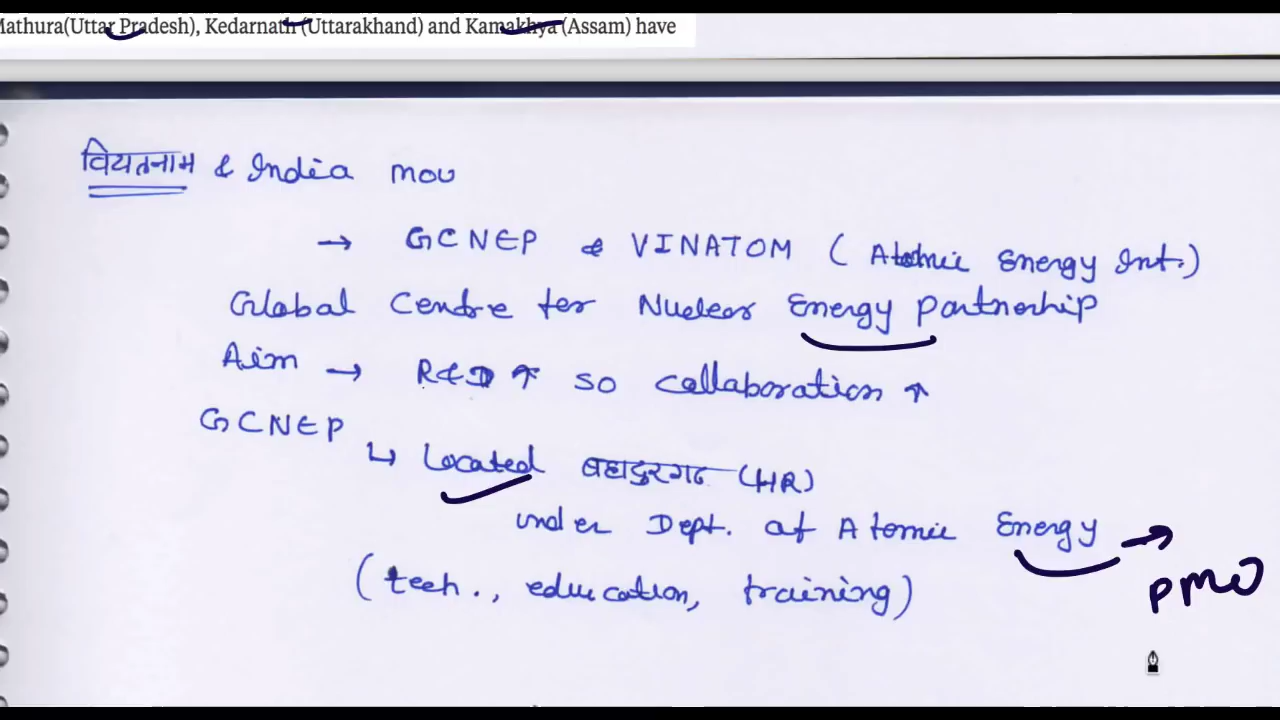 Mathura(Uttar Pradesh), Kedarnath (Uttarakhand) and Kamakhya (Assam) have
वियतनाम & India MOU
→ GCNEP & VINATOM ( Atomic Energy Int.)
Global Centre for Nuclear Energy Partnership
Aim → R&D ↑ so collaboration ↑
GCNEP
↳ Located बहादुरगढ़ (HR)
under Dept. of Atomic Energy →
PMO
(tech., education, training)